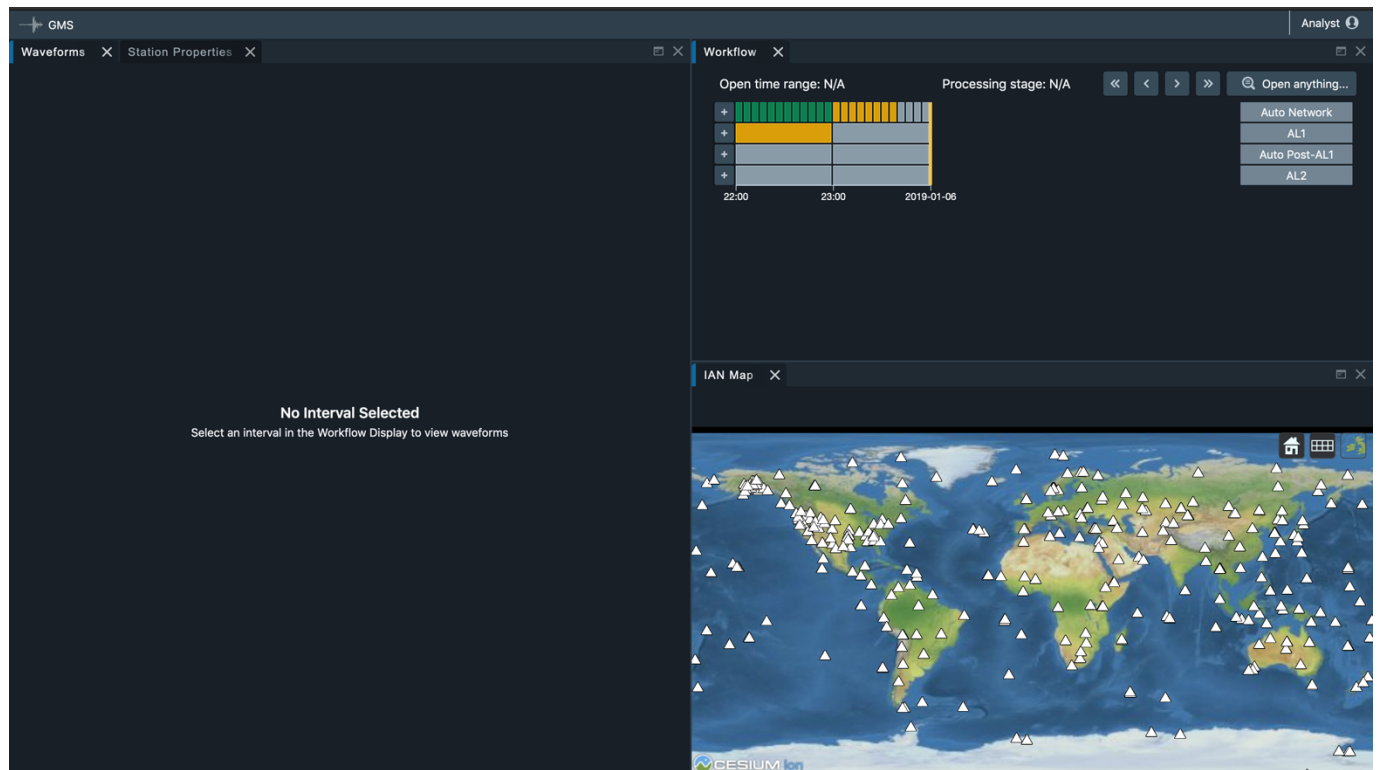 GMS
Analyst
Waveforms
Station Properties
Workflow
Open time range: N/A
Processing stage: N/A
Open anything...
Auto Network
AL1
Auto Post-AL1
AL2
22:00
23:00
2019-01-06
IAN Map
No Interval Selected
Select an interval in the Workflow Display to view waveforms
CESIUM ion